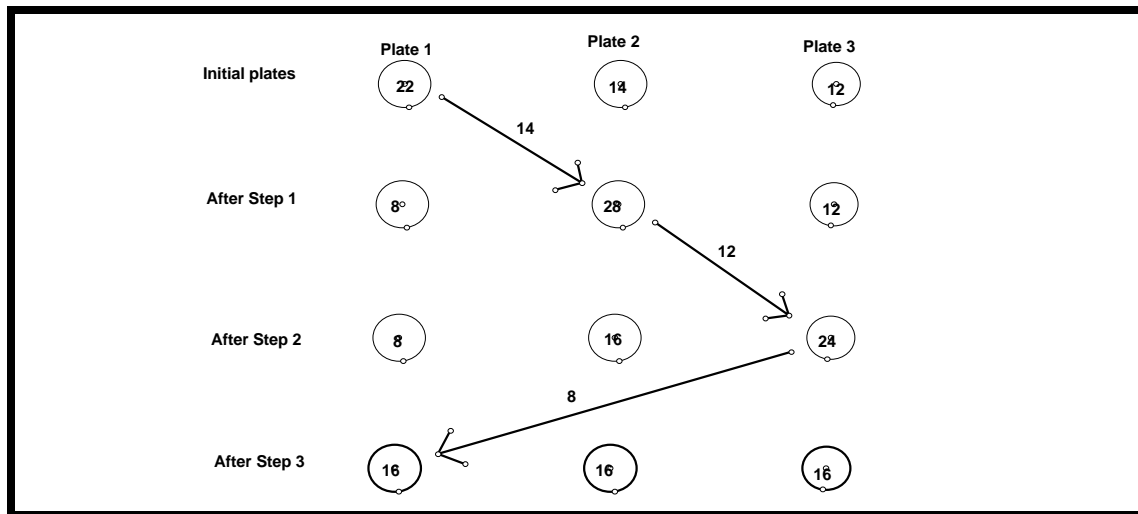 Plate 1 Plate 2 Plate 3
Initial plates 22 14 12
14
After Step 1 8 28 12
12
After Step 2 8 16 24
8
After Step 3 16 16 16